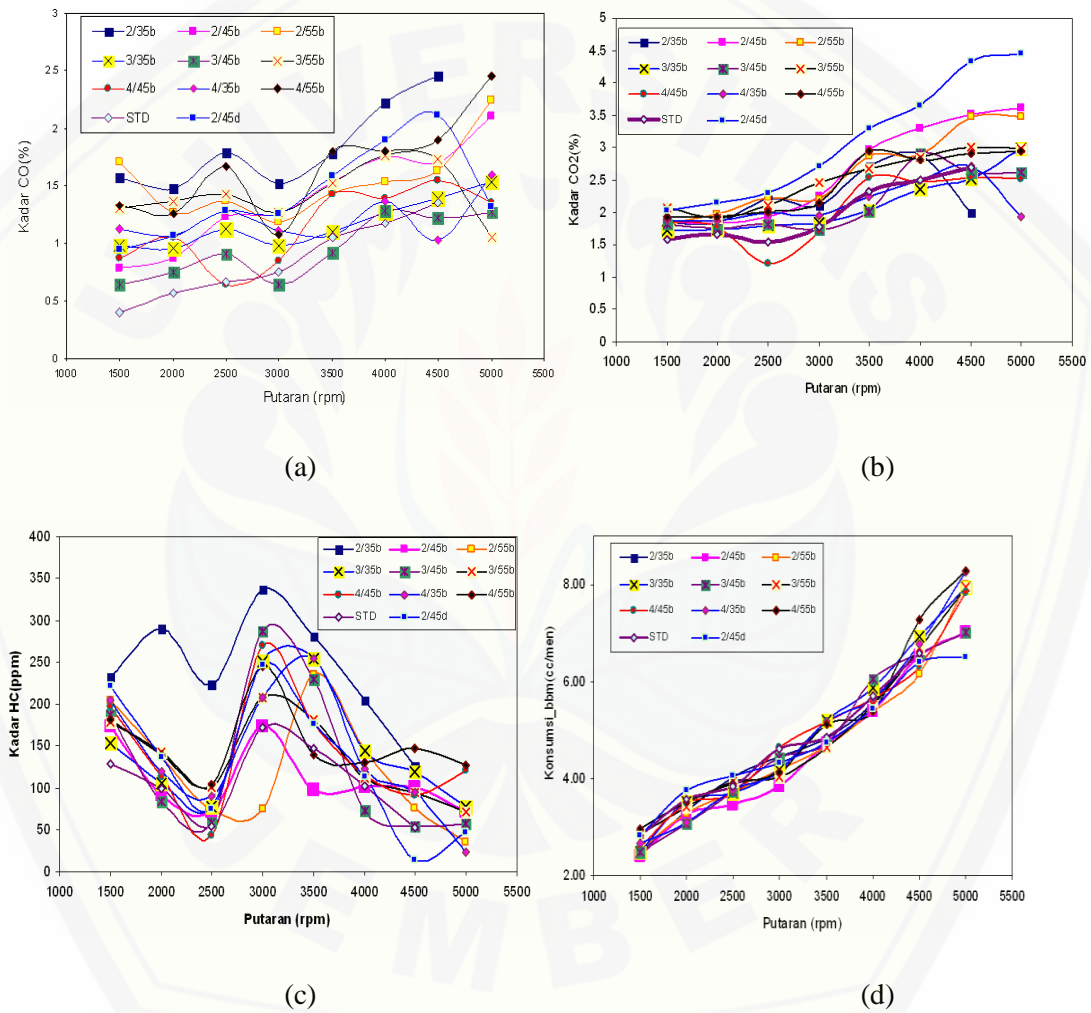 2/35b 2/45b 2/55b
3/35b 3/45b 3/55b
4/45b 4/35b 4/55b
STD 2/45d
Kadar CO(%)
3
2.5
2
1.5
1
0.5
0
1000 1500 2000 2500 3000 3500 4000 4500 5000 5500
Putaran (rpm)
(a)
2/35b 2/45b 2/55b
3/35b 3/45b 3/55b
4/45b 4/35b 4/55b
STD 2/45d
Kadar CO2(%)
5
4.5
4
3.5
3
2.5
2
1.5
1
0.5
0
1000 1500 2000 2500 3000 3500 4000 4500 5000 5500
Putaran (rpm)
(b)
2/35b 2/45b 2/55b
3/35b 3/45b 3/55b
4/45b 4/35b 4/55b
STD 2/45d
Kadar HC(ppm)
400
350
300
250
200
150
100
50
0
1000 1500 2000 2500 3000 3500 4000 4500 5000 5500
Putaran (rpm)
(c)
2/35b 2/45b 2/55b
3/35b 3/45b 3/55b
4/45b 4/35b 4/55b
STD 2/45d
Konsumsi_bbm(cc/men)
8.00
6.00
4.00
2.00
1000 1500 2000 2500 3000 3500 4000 4500 5000 5500
Putaran (rpm)
(d)